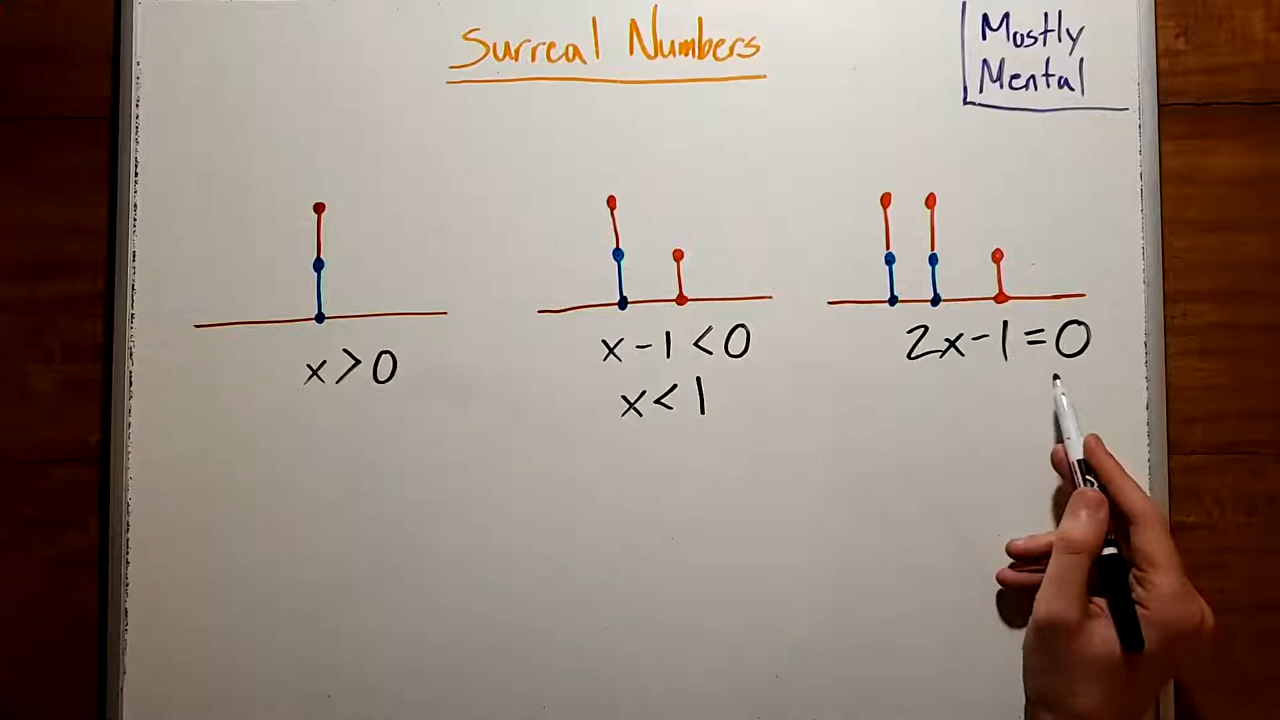 Surreal Numbers
Mostly
Mental
x>0
x-1<0
x<1
2x-1=0